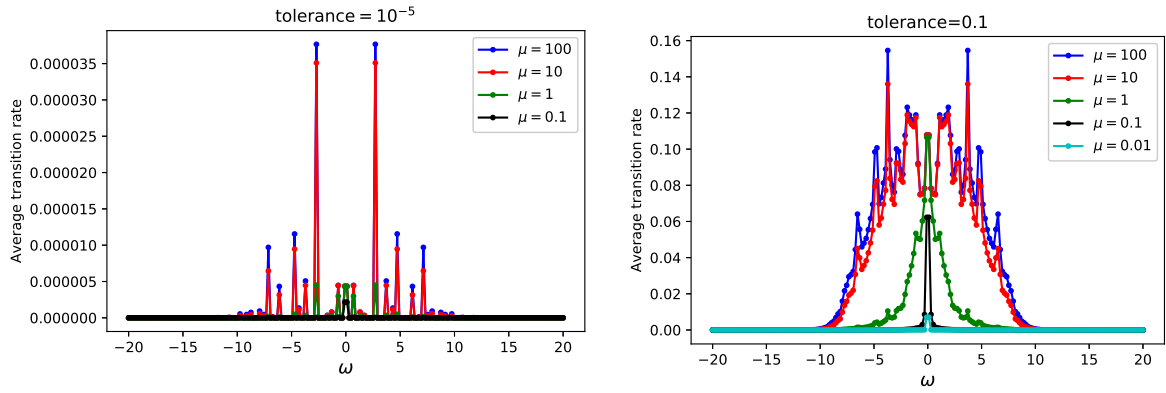 tolerance = 10⁻⁵
Average transition rate
0.000035
0.000030
0.000025
0.000020
0.000015
0.000010
0.000005
0.000000
−20 −15 −10 −5 0 5 10 15 20
ω
μ = 100
μ = 10
μ = 1
μ = 0.1
tolerance=0.1
Average transition rate
0.16
0.14
0.12
0.10
0.08
0.06
0.04
0.02
0.00
−20 −15 −10 −5 0 5 10 15 20
ω
μ = 100
μ = 10
μ = 1
μ = 0.1
μ = 0.01